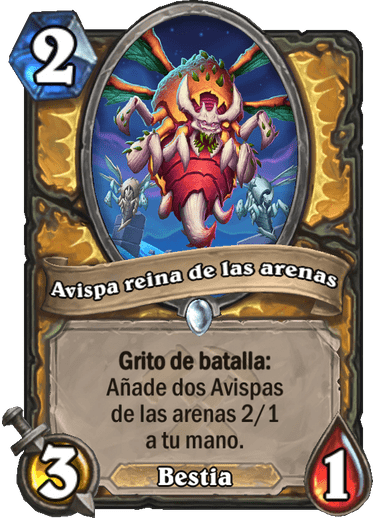 2
Avispa reina de las arenas
Grito de batalla:
Añade dos Avispas
de las arenas 2/1
a tu mano.
3
Bestia
1